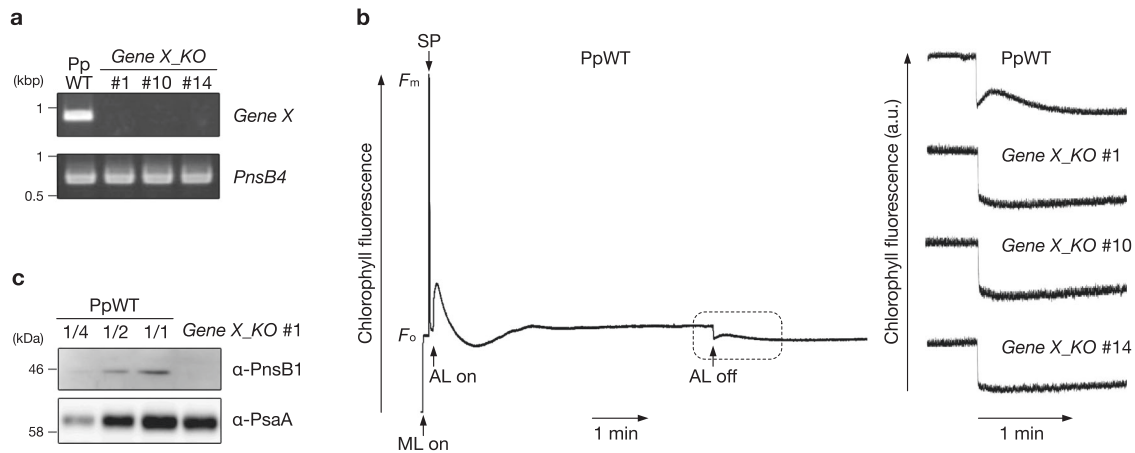 a
Pp
WT
Gene X_KO
#1 #10 #14
(kbp)
1
Gene X
1
0.5
PnsB4
b
SP
PpWT
Fm
Fo
Chlorophyll fluorescence
AL on
AL off
ML on
1 min
Chlorophyll fluorescence (a.u.)
PpWT
Gene X_KO #1
Gene X_KO #10
Gene X_KO #14
1 min
c
PpWT
(kDa)
1/4 1/2 1/1 Gene X_KO #1
46
α-PnsB1
58
α-PsaA